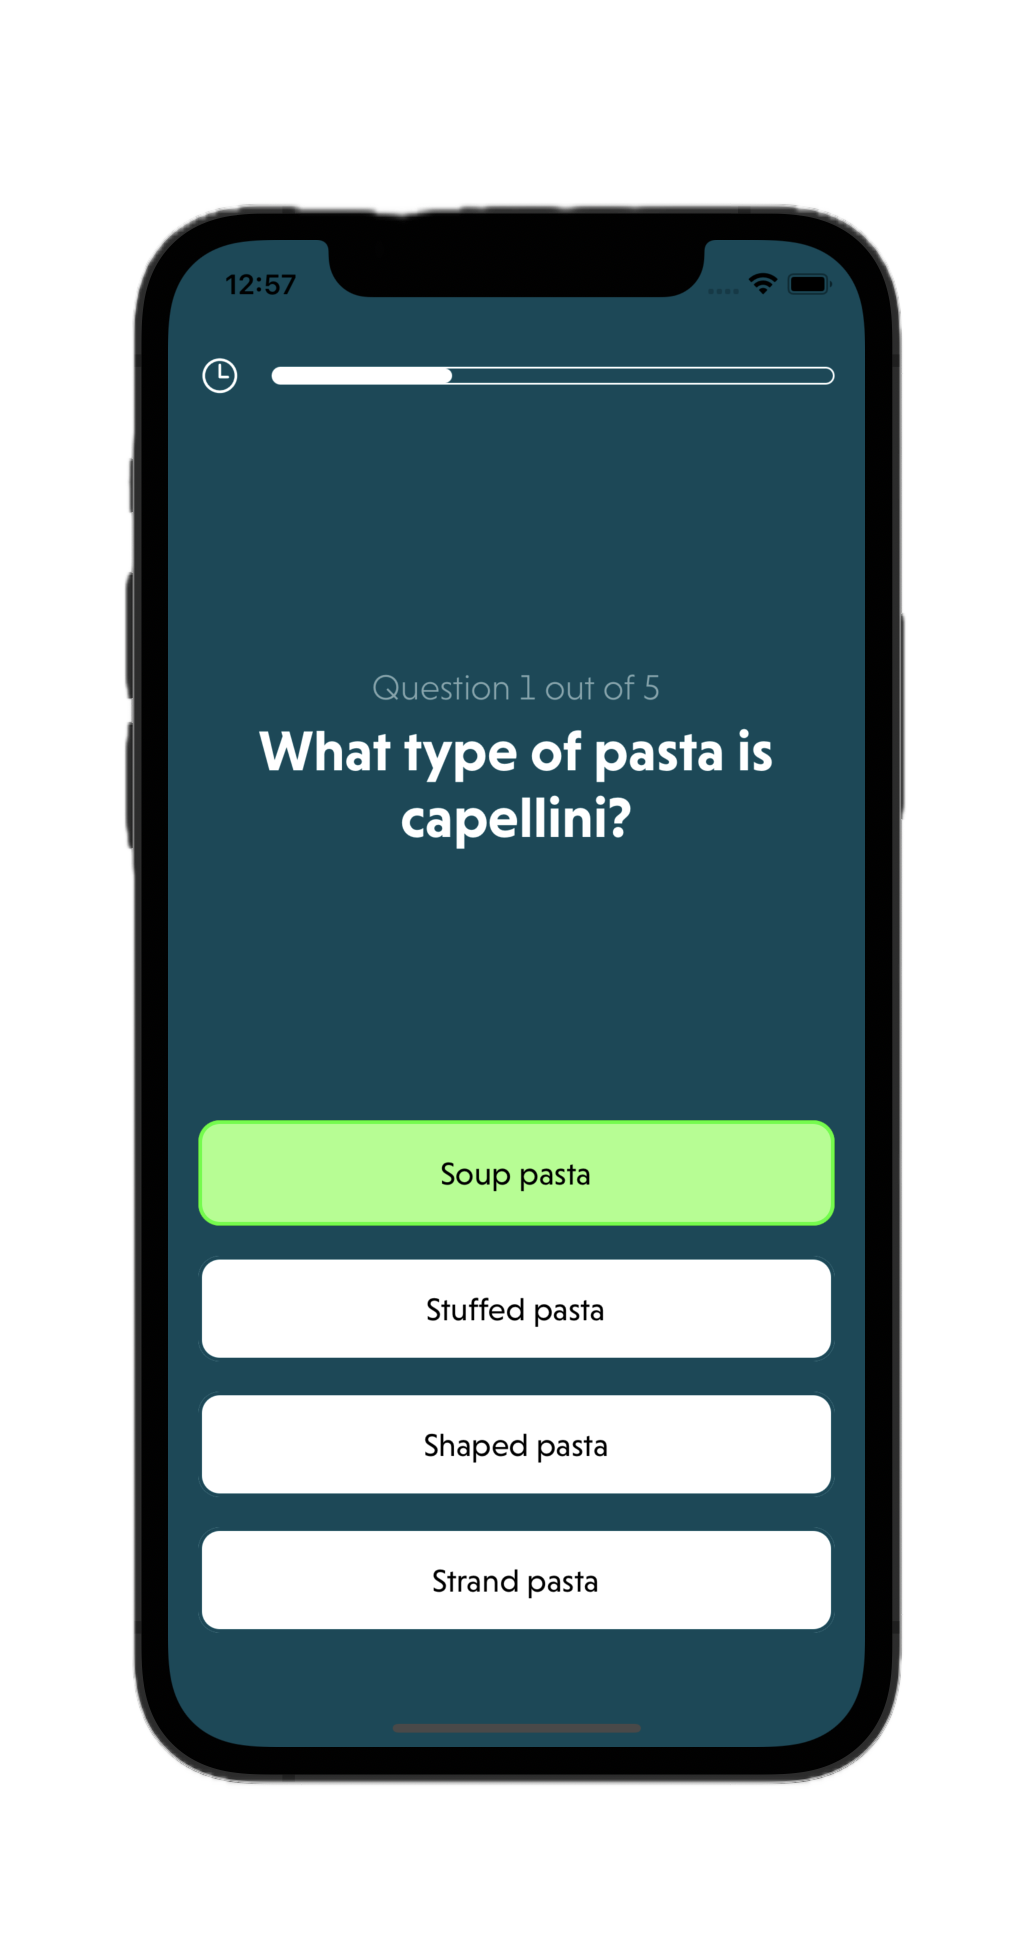 12:57
Question 1 out of 5
What type of pasta is
capellini?
Soup pasta
Stuffed pasta
Shaped pasta
Strand pasta